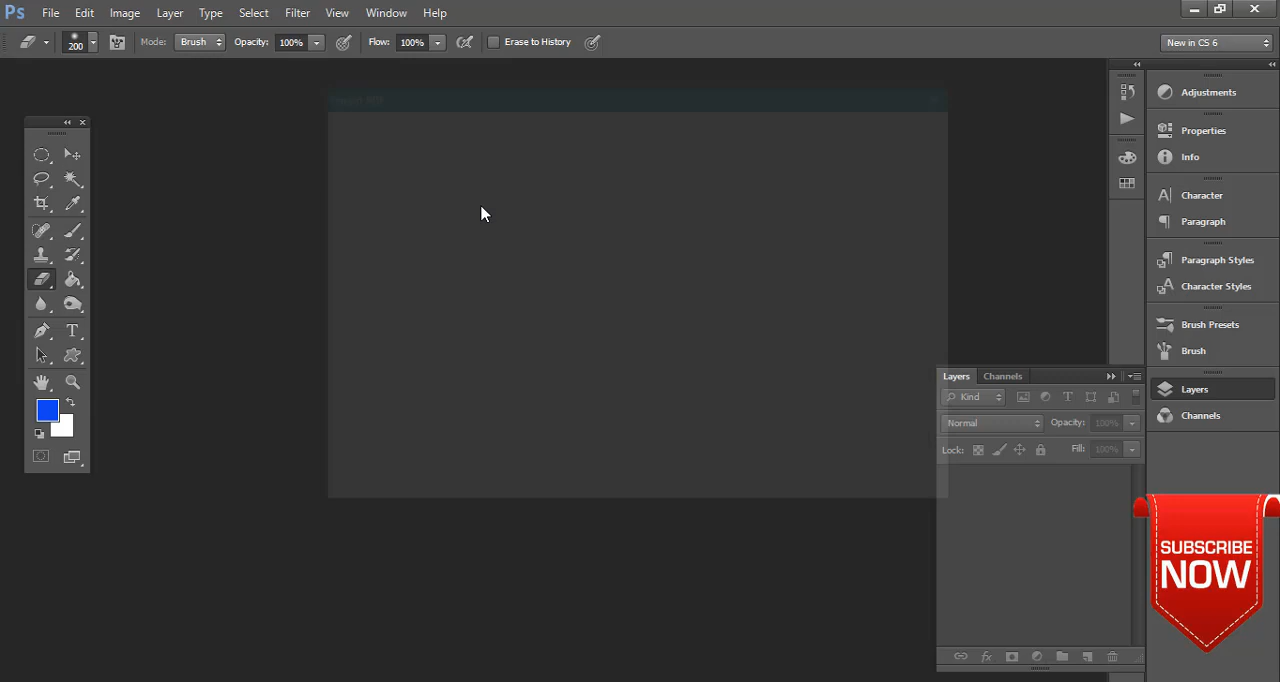 Ps File Edit Image Layer Type Select Filter View Window Help
200 Mode: Brush Opacity: 100% Flow: 100% Erase to History New in CS 6
Adjustments
Properties
Info
Character
Paragraph
Paragraph Styles
Character Styles
Brush Presets
Brush
Layers
Channels
Layers Channels
Kind
Normal Opacity: 100%
Lock: Fill: 100%
SUBSCRIBE
NOW